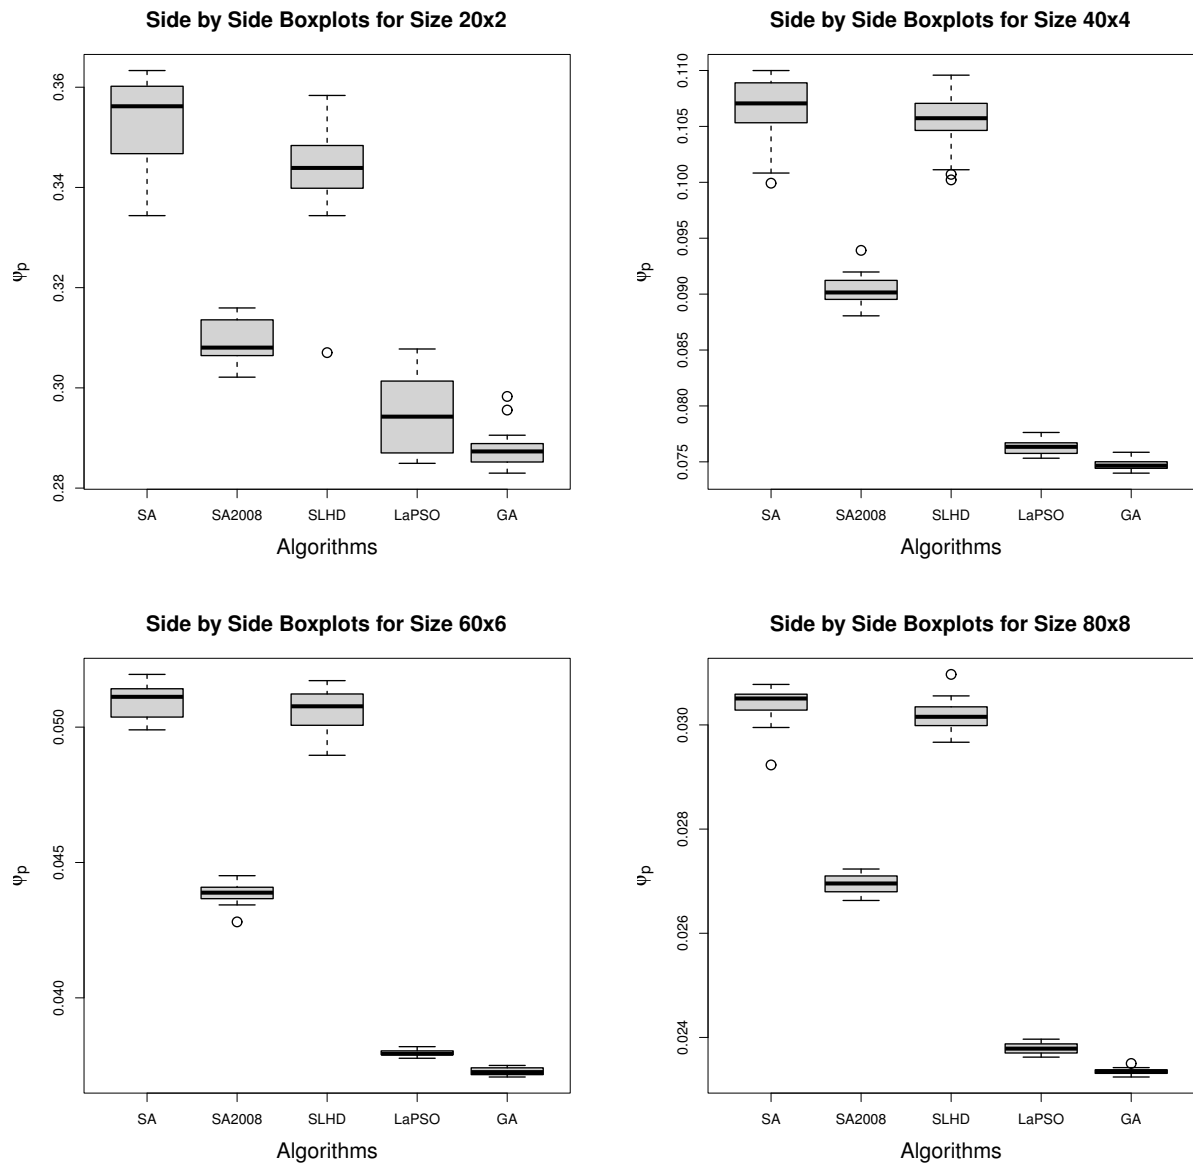 Side by Side Boxplots for Size 20x2
0.36
0.34
0.32
0.30
0.28
φp
SA SA2008 SLHD LaPSO GA
Algorithms
Side by Side Boxplots for Size 40x4
0.110
0.105
0.100
0.095
0.090
0.085
0.080
0.075
φp
SA SA2008 SLHD LaPSO GA
Algorithms
Side by Side Boxplots for Size 60x6
0.050
0.045
0.040
φp
SA SA2008 SLHD LaPSO GA
Algorithms
Side by Side Boxplots for Size 80x8
0.030
0.028
0.026
0.024
φp
SA SA2008 SLHD LaPSO GA
Algorithms